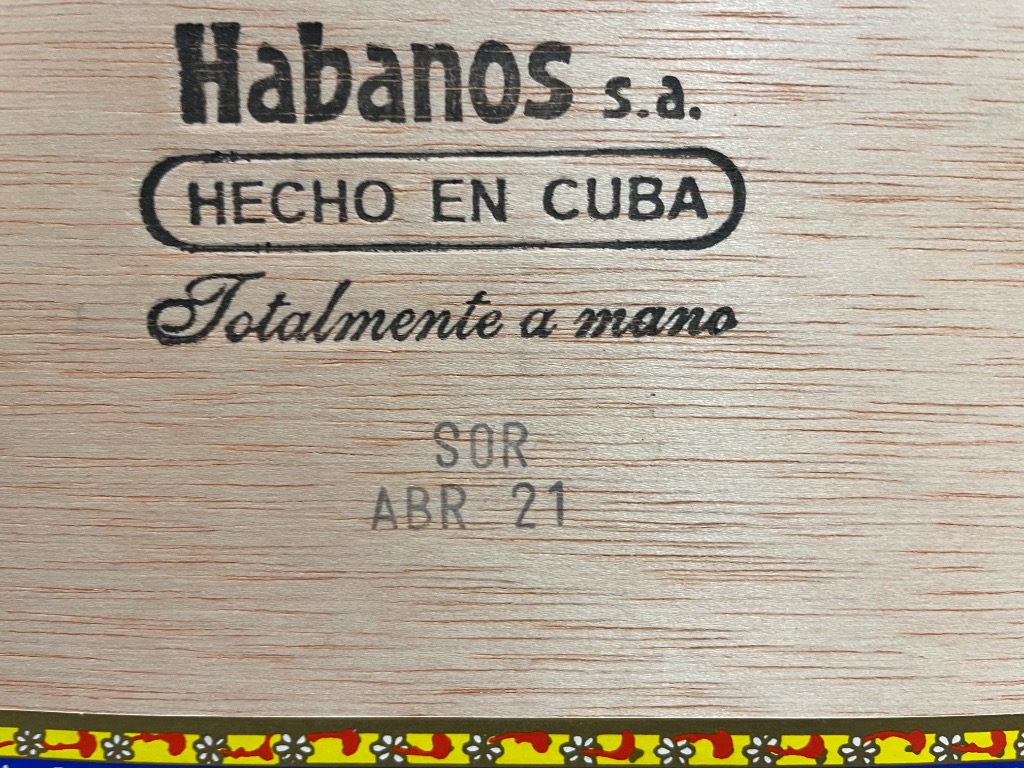 Habanos s.a.
HECHO EN CUBA
Totalmente a mano
SOR
ABR 21